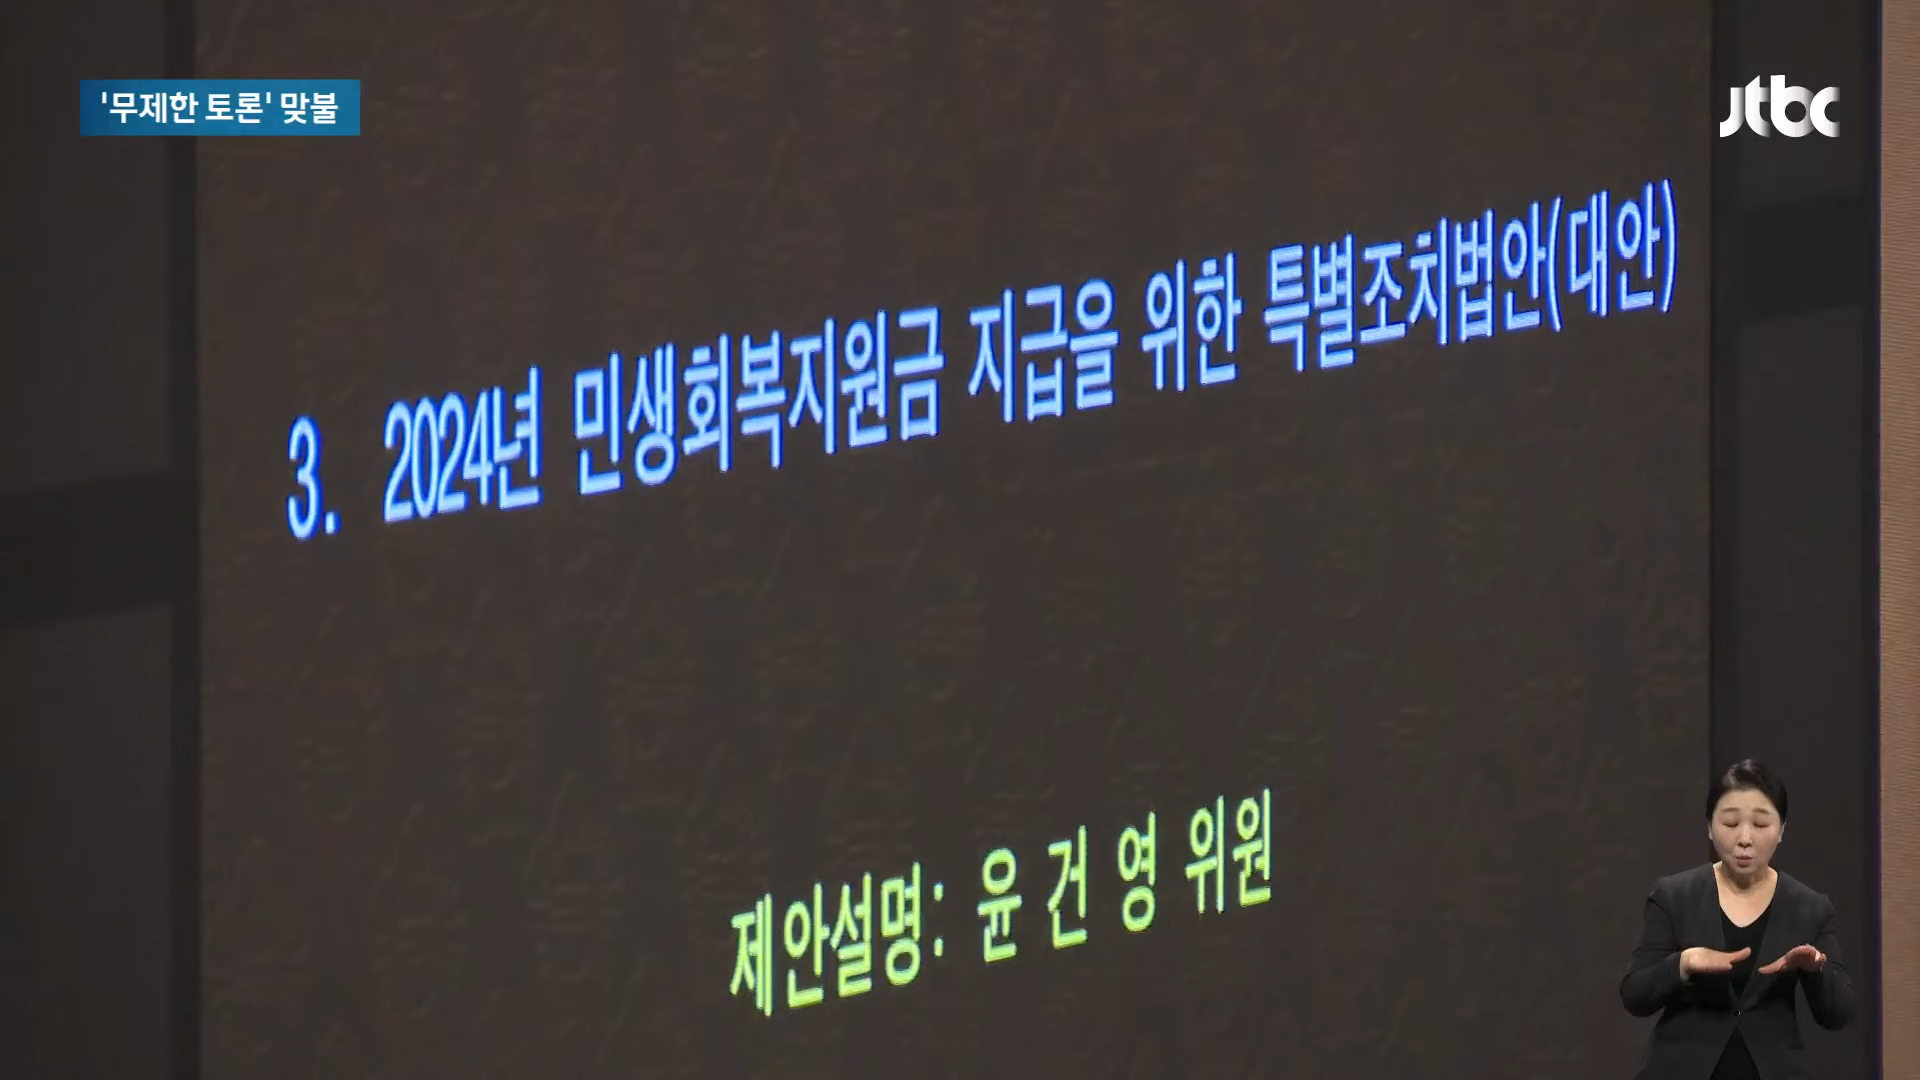 '무제한 토론' 맞불
jtbc
3. 2024년 민생회복지원금 지급을 위한 특별조치법안(대안)
제안설명: 윤 건 영 위원